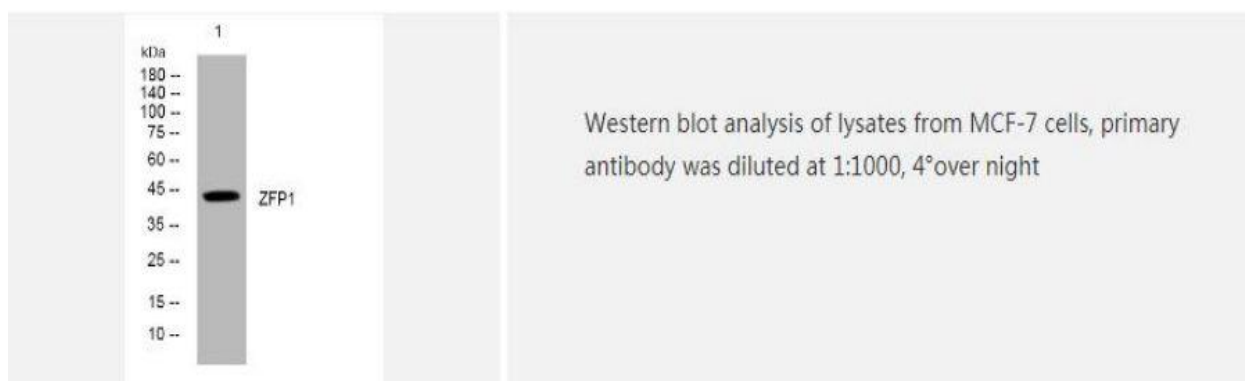 1
kDa
180 --
140 --
100 --
75 --
60 --
45 --
ZFP1
35 --
25 --
15 --
10 --
Western blot analysis of lysates from MCF-7 cells, primary
antibody was diluted at 1:1000, 4°over night